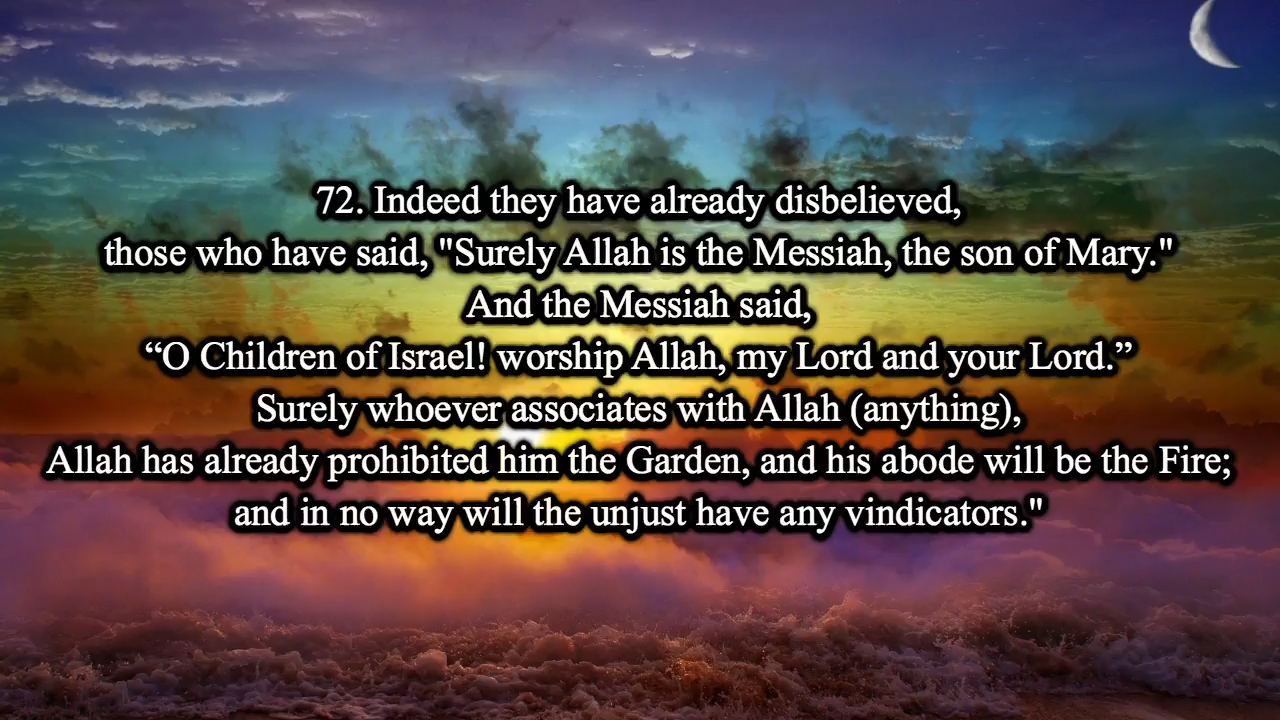 72. Indeed they have already disbelieved,
those who have said, "Surely Allah is the Messiah, the son of Mary."
And the Messiah said,
“O Children of Israel! worship Allah, my Lord and your Lord.”
Surely whoever associates with Allah (anything),
Allah has already prohibited him the Garden, and his abode will be the Fire;
and in no way will the unjust have any vindicators."